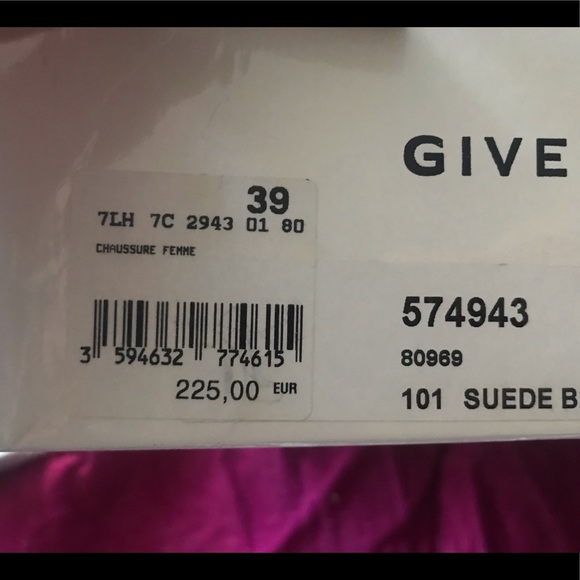 39
7LH 7C 2943 01 80
CHAUSSURE FEMME
3 594632 774615
225,00 EUR
GIVE
574943
80969
101 SUEDE B